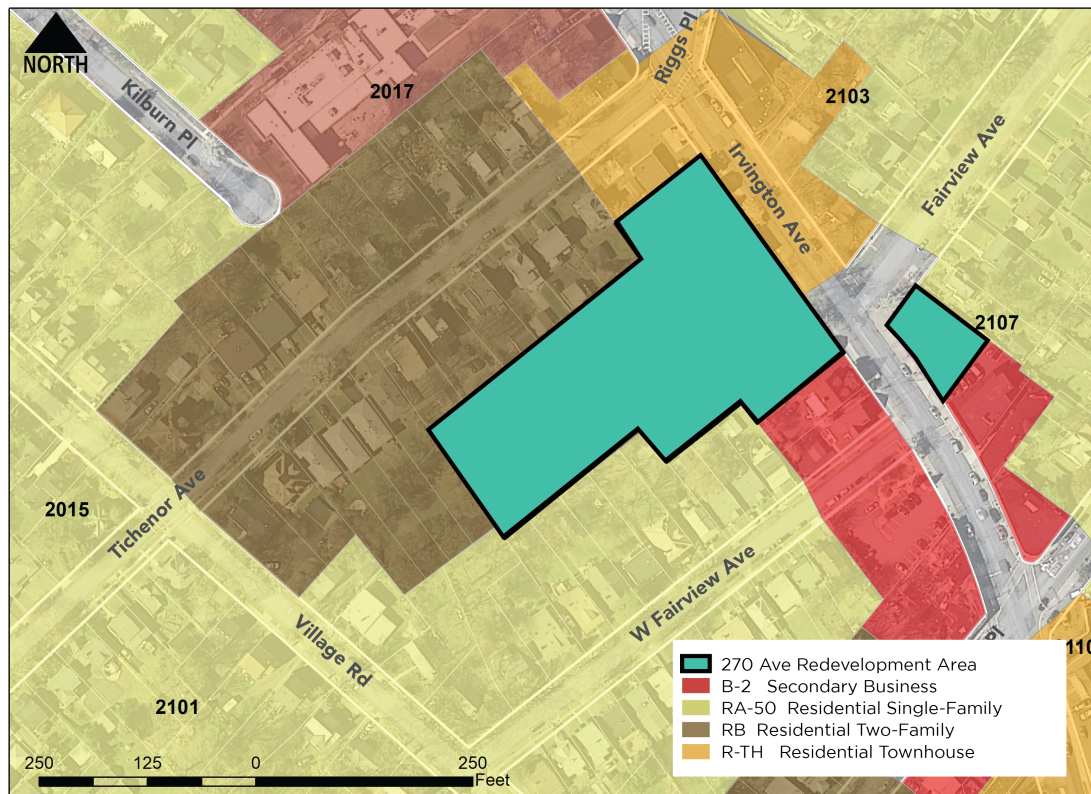 NORTH
Kilburn Pl
2017
Riggs Pl
2103
Irvington Ave
Fairview Ave
2107
2015
Tichenor Ave
Village Rd
W Fairview Ave
Pl
2101
270 Ave Redevelopment Area
B-2 Secondary Business
RA-50 Residential Single-Family
RB Residential Two-Family
R-TH Residential Townhouse
250 125 0 250
Feet